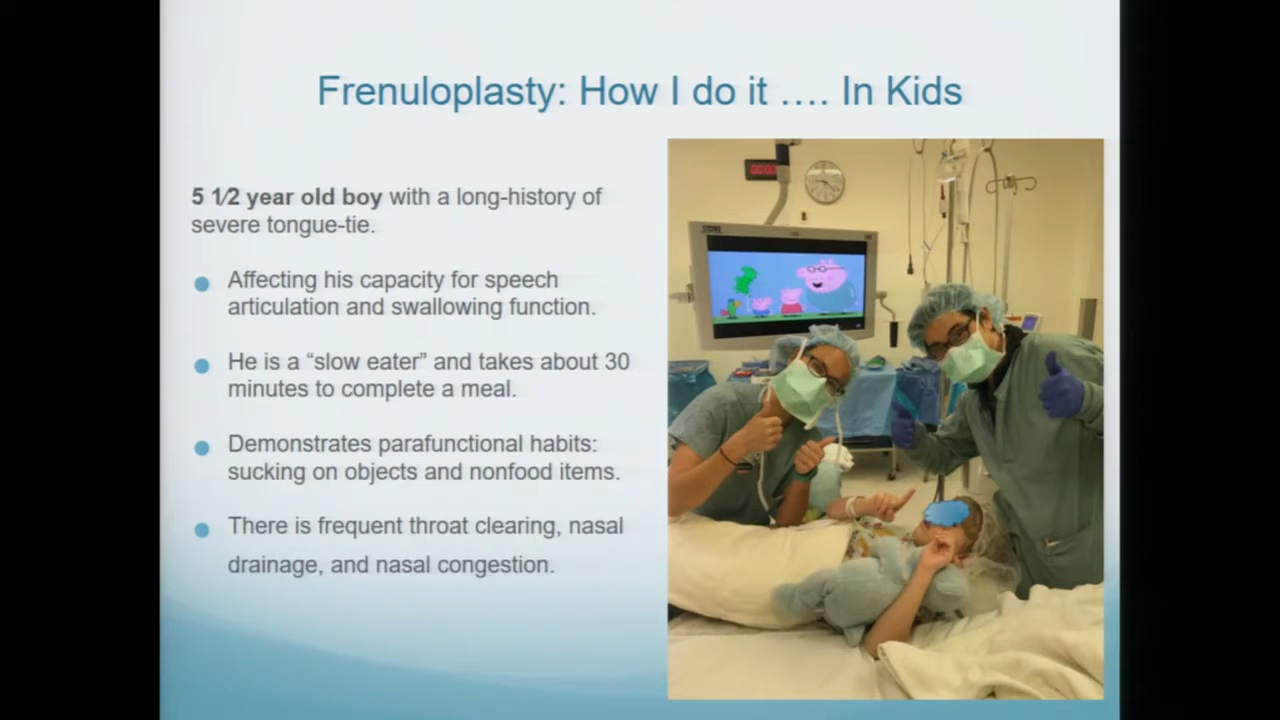 Frenuloplasty: How I do it …. In Kids
5 1/2 year old boy with a long-history of
severe tongue-tie.
Affecting his capacity for speech
articulation and swallowing function.
He is a “slow eater” and takes about 30
minutes to complete a meal.
Demonstrates parafunctional habits:
sucking on objects and nonfood items.
There is frequent throat clearing, nasal
drainage, and nasal congestion.